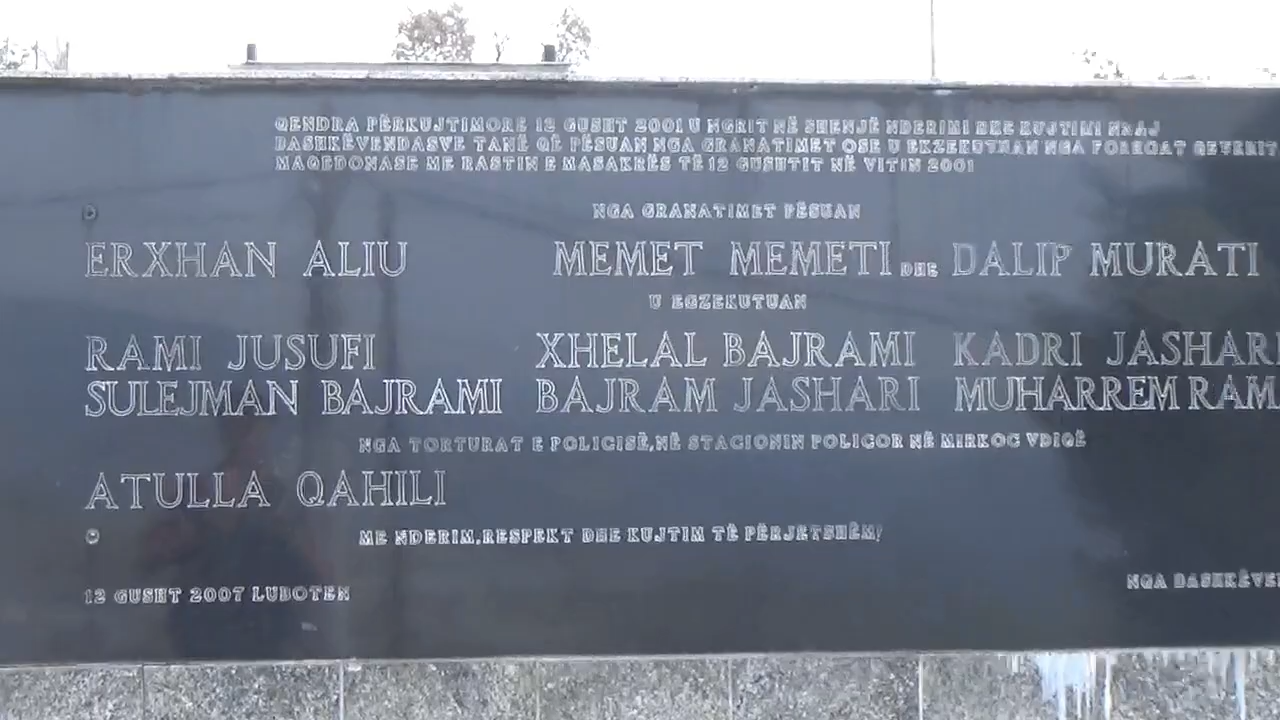 QENDRA PËRKUJTIMORE 12 GUSHT 2001 U NGRIT NË SHENJË NDERIMI DHE KUJTIMI NDAJ
BASHKËVENDASVE TANË QË PËSUAN NGA GRANATIMET OSE U EKZEKUTUAN NGA FORCAT QEVERIT
MAQEDONASE ME RASTIN E MASAKRËS TË 12 GUSHTIT NË VITIN 2001
NGA GRANATIMET PËSUAN
ERXHAN ALIU MEMET MEMETI DHE DALIP MURATI
U EGZEKUTUAN
RAMI JUSUFI XHELAL BAJRAMI KADRI JASHARI
SULEJMAN BAJRAMI BAJRAM JASHARI MUHARREM RAM
NGA TORTURAT E POLICISË, NË STACIONIN POLICOR NË MIRKOC VDIQË
ATULLA QAHILI
ME NDERIM, RESPEKT DHE KUJTIM TË PËRJETSHËM!
12 GUSHT 2007 LUBOTEN
NGA BASHKËVE